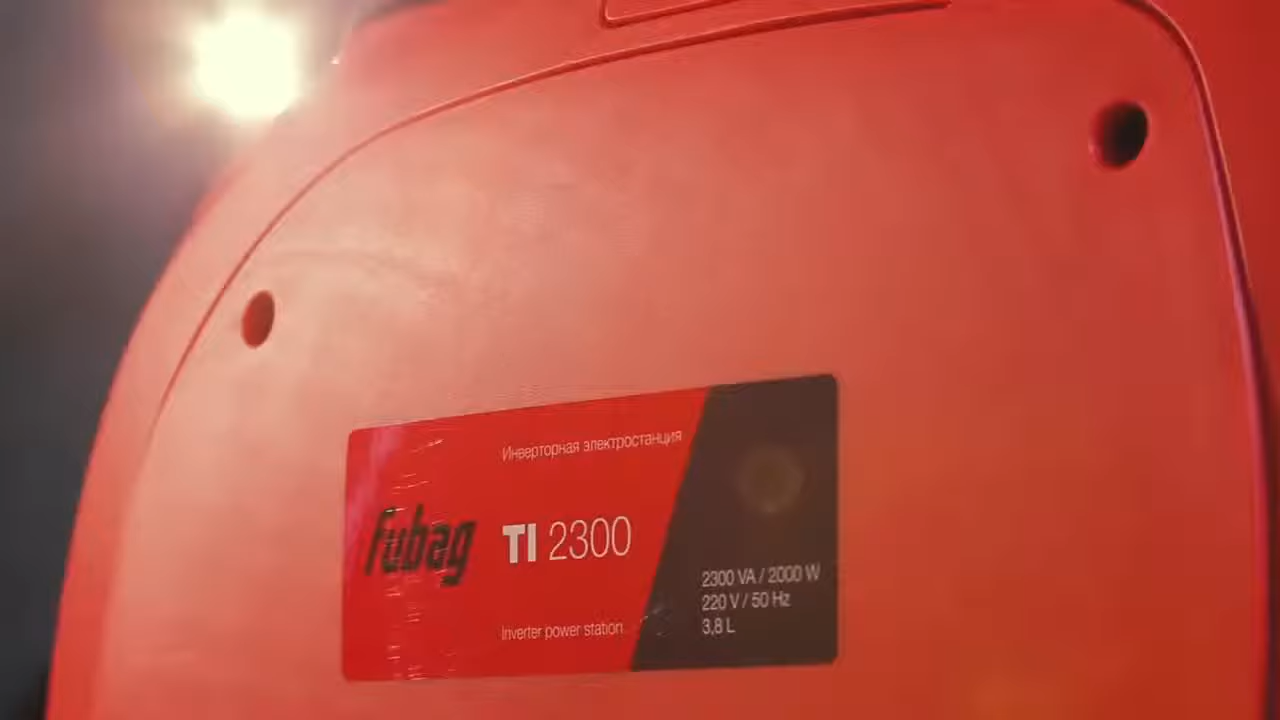 Инверторная электростанция
fubag
TI 2300
Inverter power station
2300 VA / 2000 W
220 V / 50 Hz
3,8 L